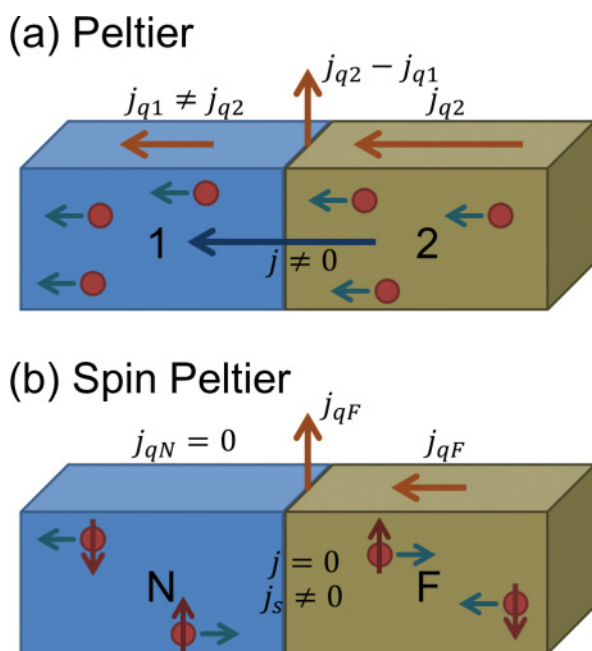 (a) Peltier
j_{q2} − j_{q1}
j_{q1} ≠ j_{q2}
j_{q2}
1
2
j ≠ 0
(b) Spin Peltier
j_{qF}
j_{qN} = 0
j_{qF}
j = 0
N
F
j_s ≠ 0